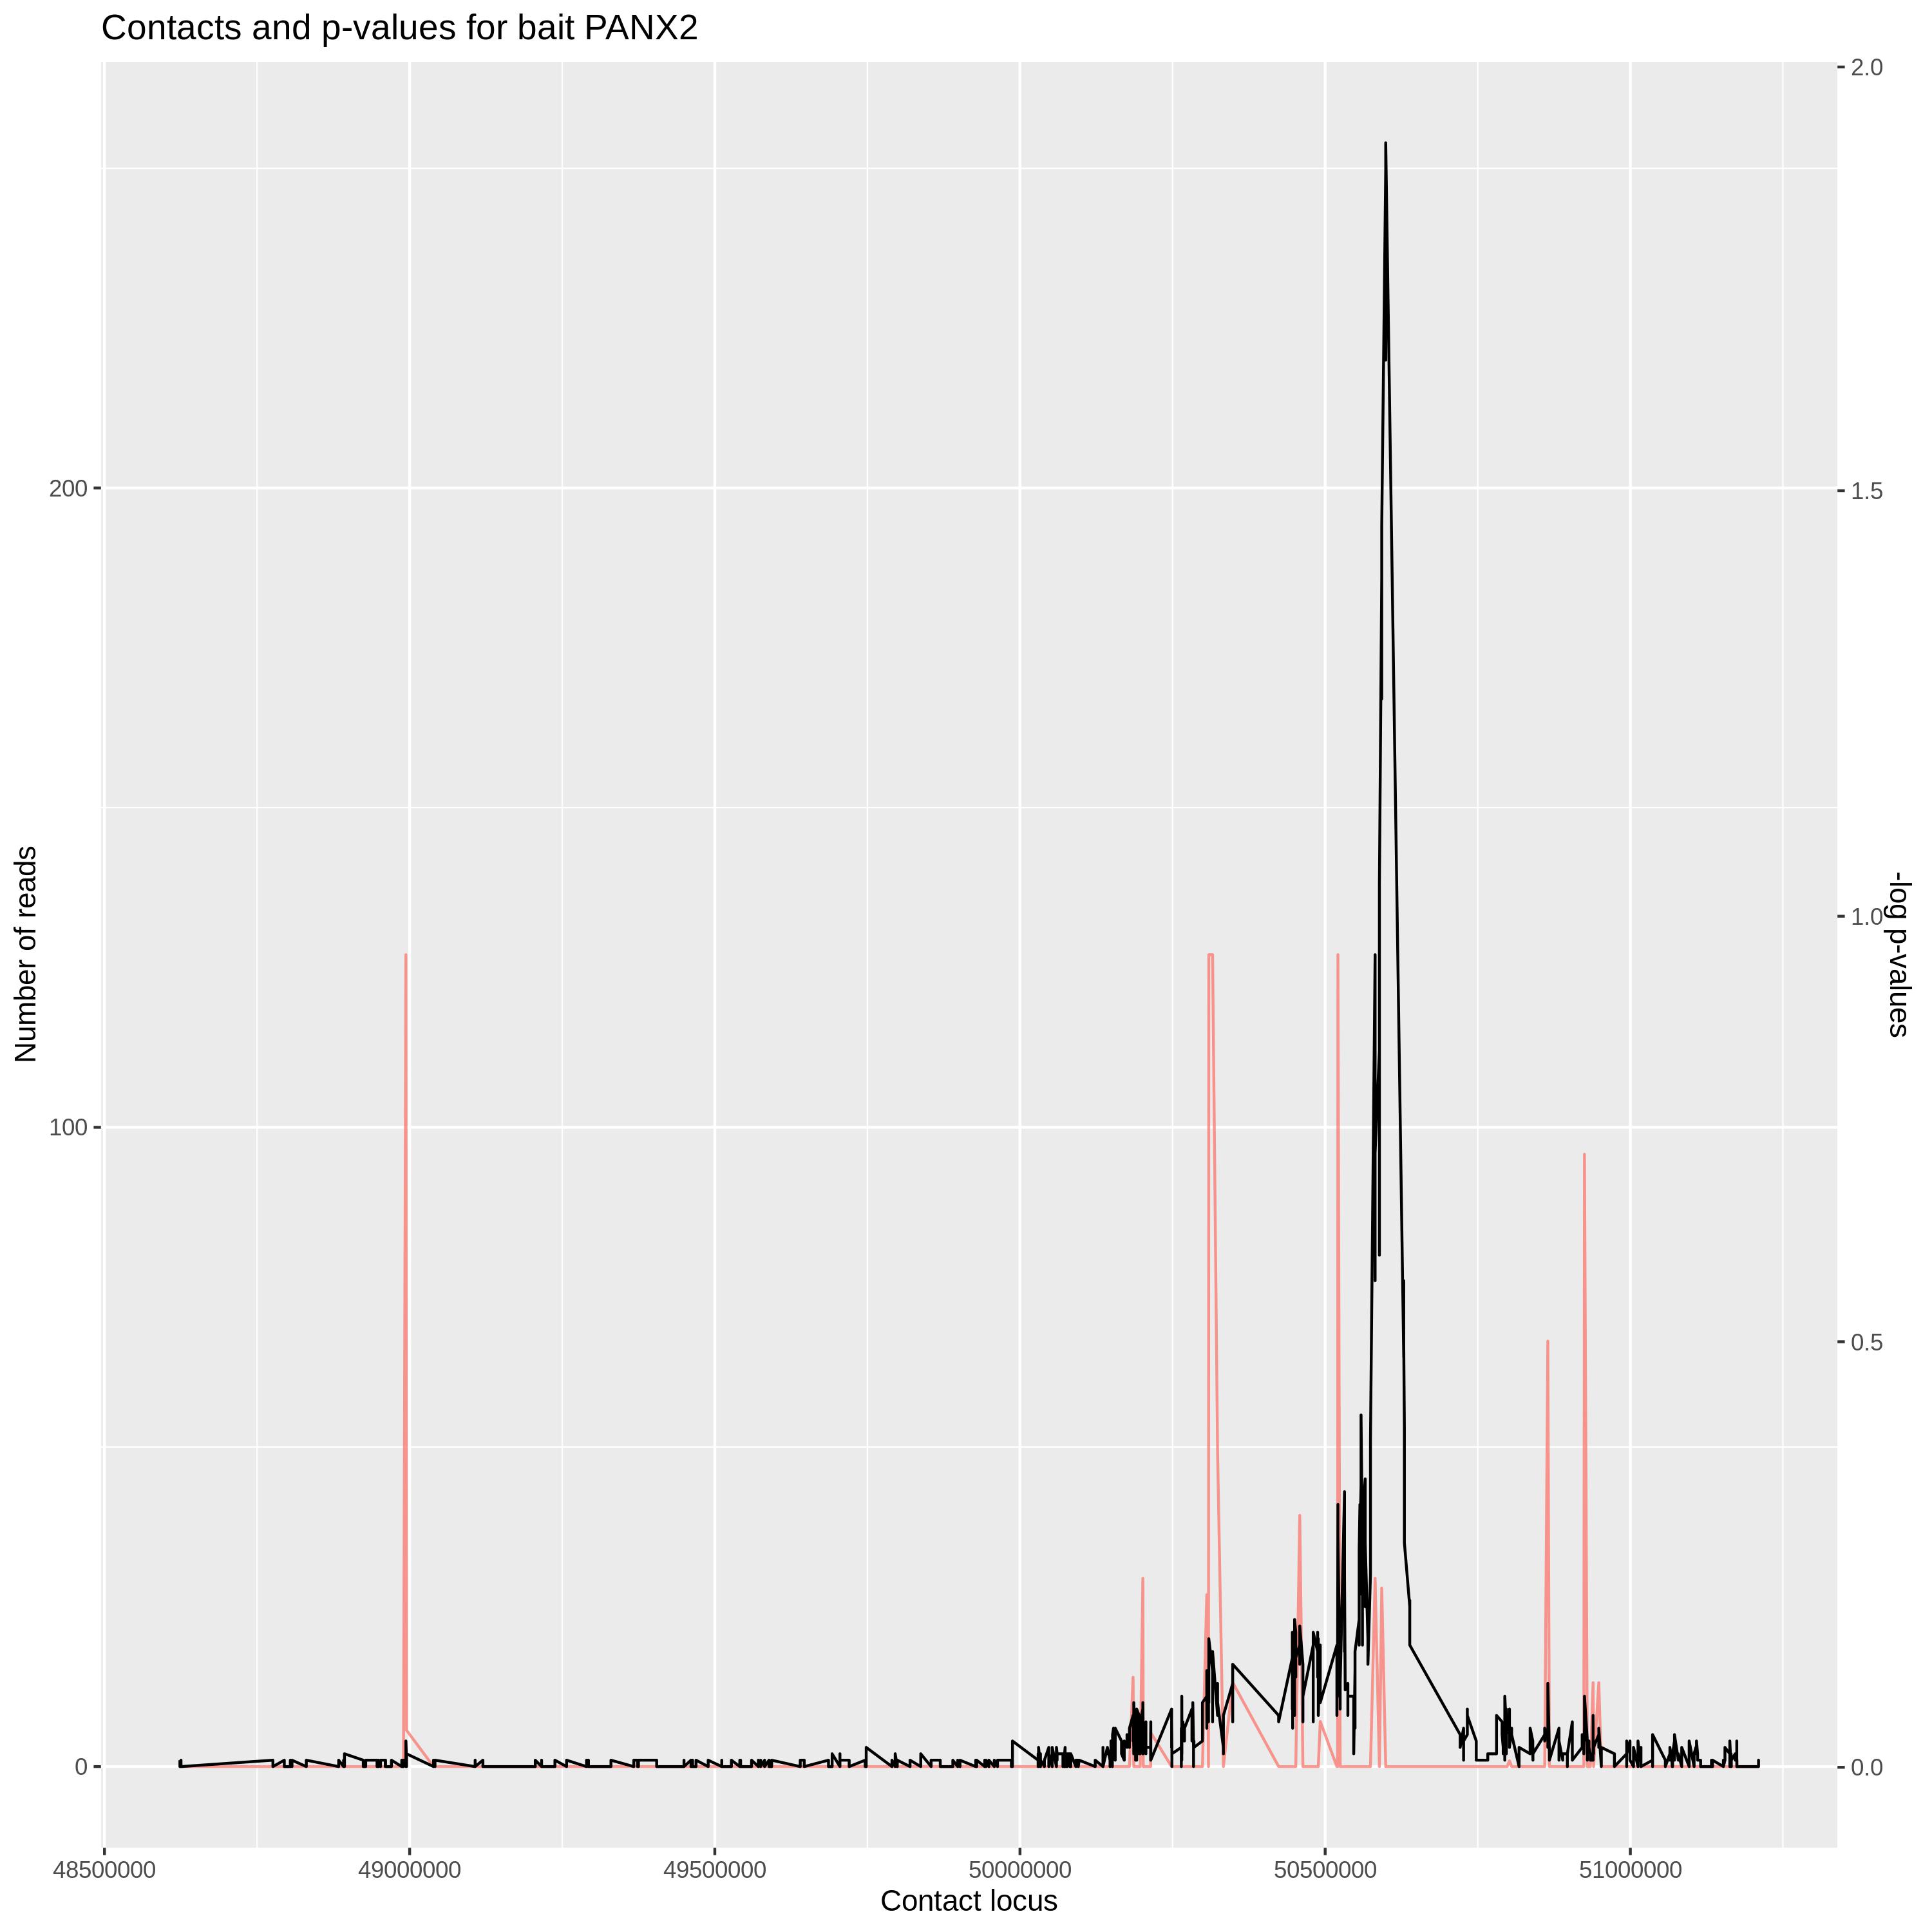 Contacts and p-values for bait PANX2
Number of reads
200
100
0
2.0
1.5
1.0
0.5
0.0
-log p-values
48500000 49000000 49500000 50000000 50500000 51000000
Contact locus